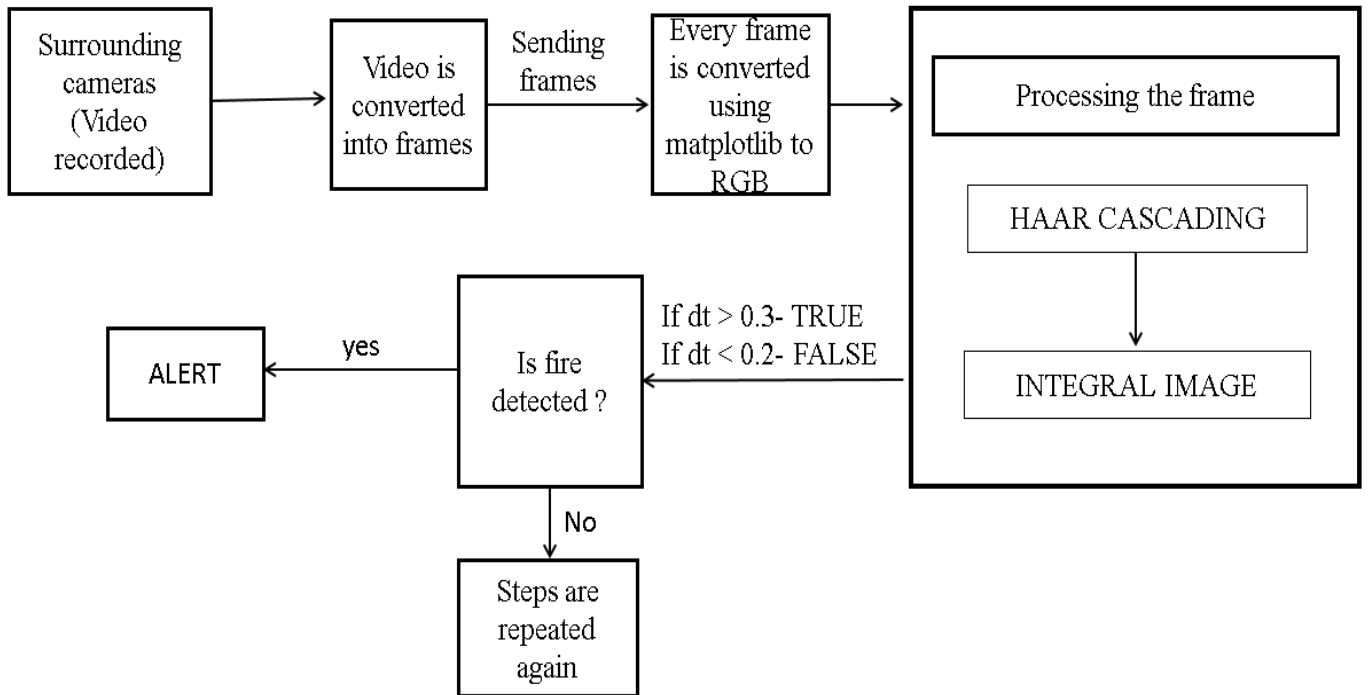 Surrounding
cameras
(Video
recorded)
Video is
converted
into frames
Sending
frames
Every frame
is converted
using
matplotlib to
RGB
Processing the frame
HAAR CASCADING
INTEGRAL IMAGE
If dt > 0.3- TRUE
If dt < 0.2- FALSE
Is fire
detected ?
yes
ALERT
No
Steps are
repeated
again